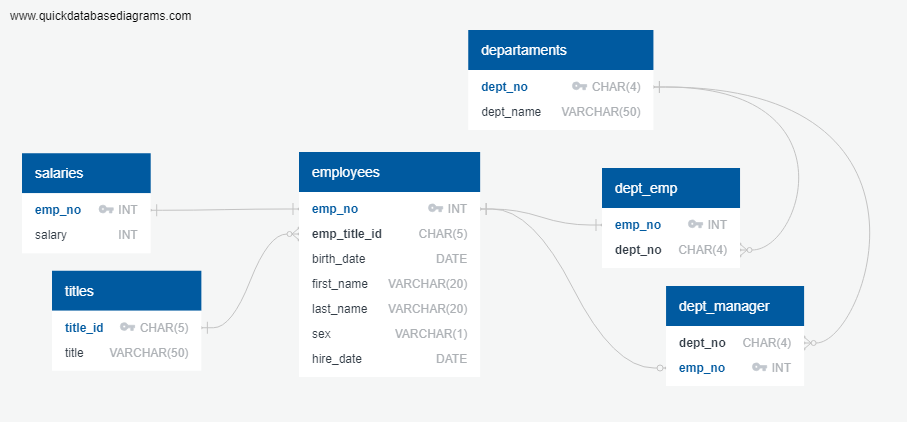 www.quickdatabasediagrams.com
departaments
dept_no CHAR(4)
dept_name VARCHAR(50)
salaries
emp_no INT
salary INT
employees
emp_no INT
emp_title_id CHAR(5)
birth_date DATE
first_name VARCHAR(20)
last_name VARCHAR(20)
sex VARCHAR(1)
hire_date DATE
dept_emp
emp_no INT
dept_no CHAR(4)
titles
title_id CHAR(5)
title VARCHAR(50)
dept_manager
dept_no CHAR(4)
emp_no INT